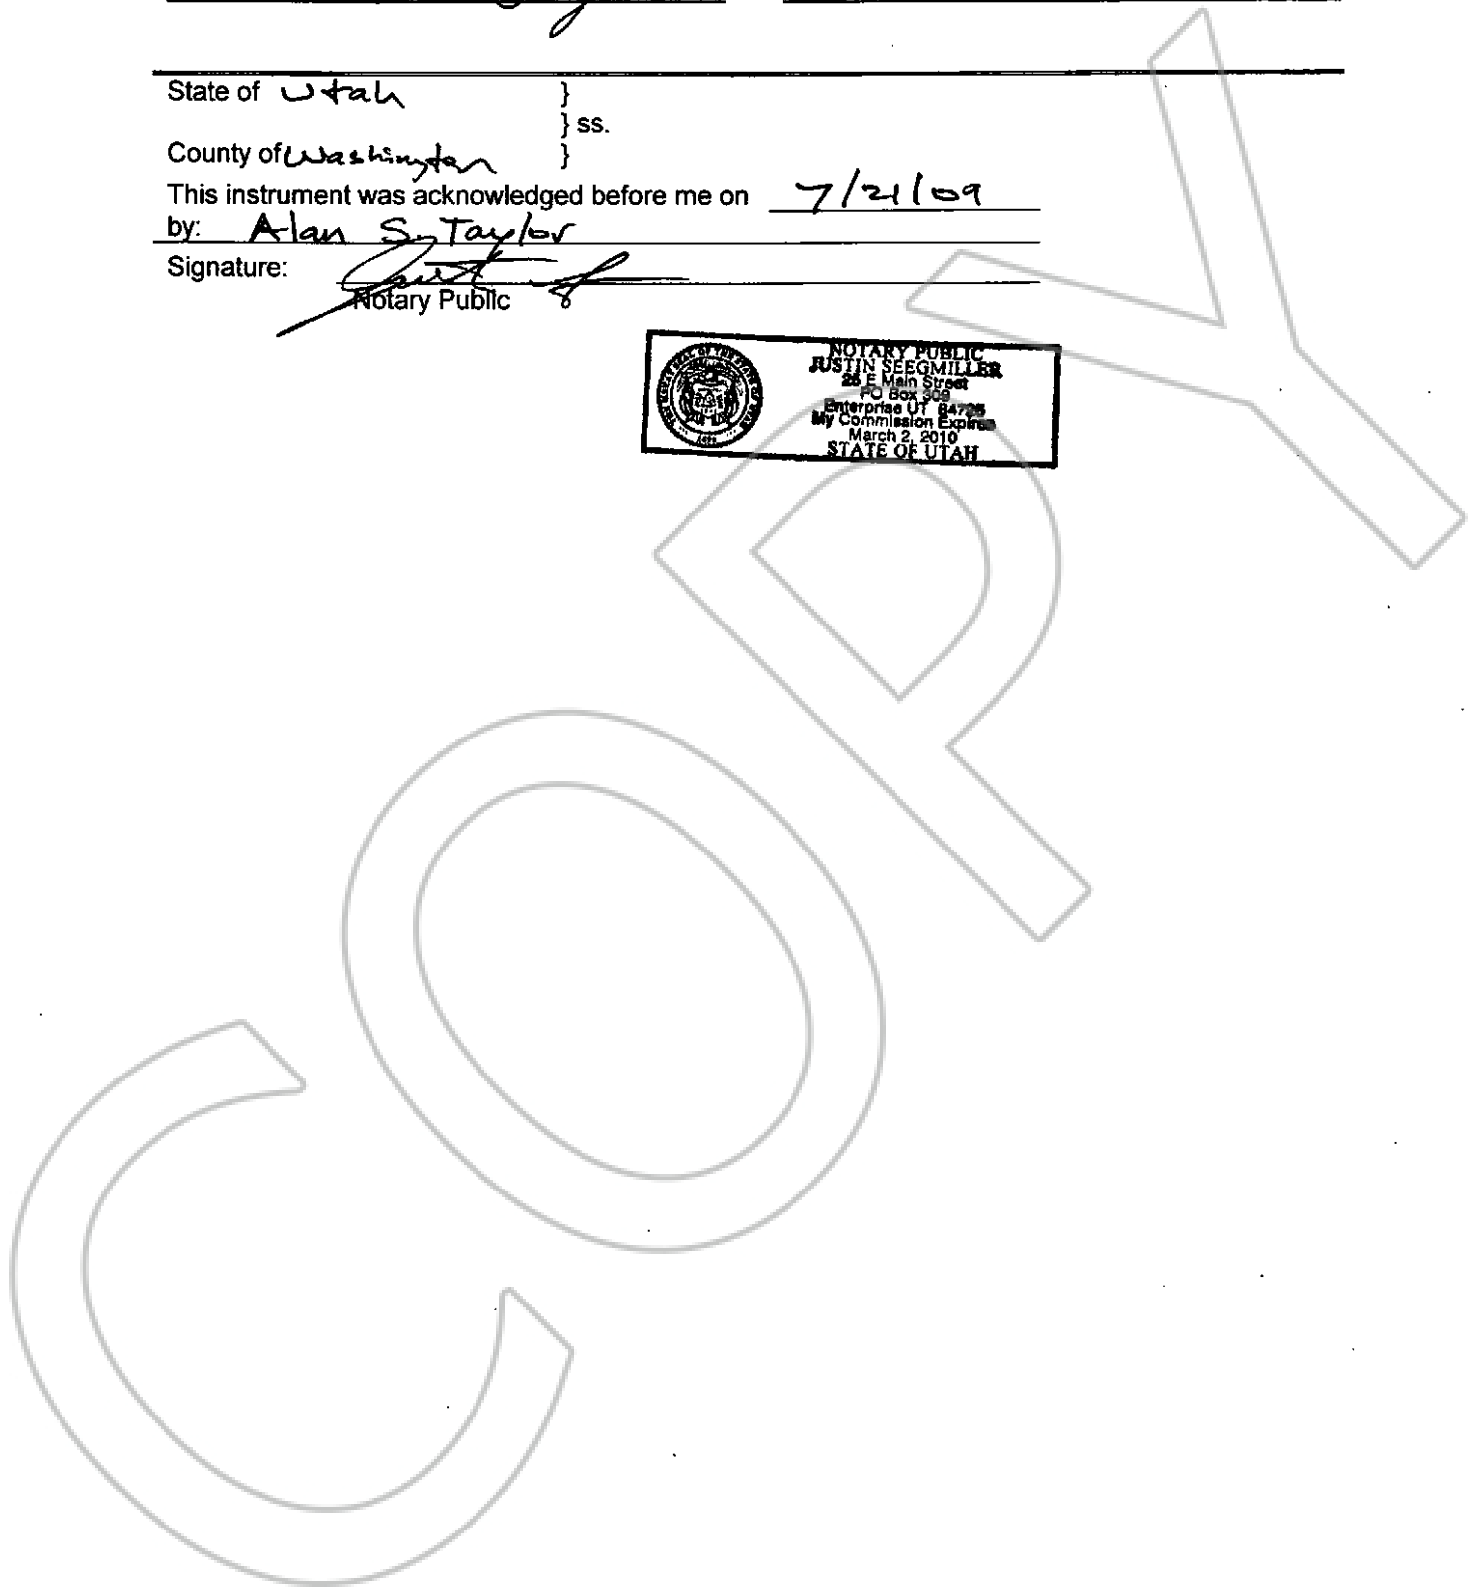 State of Utah }
} ss.
County of Washington }
This instrument was acknowledged before me on 7/21/09
by: Alan S. Taylor
Signature:
Notary Public
NOTARY PUBLIC
JUSTIN SEEGMILLER
25 E Main Street
PO Box 309
Enterprise UT 84725
My Commission Expires
March 2, 2010
STATE OF UTAH
COPY